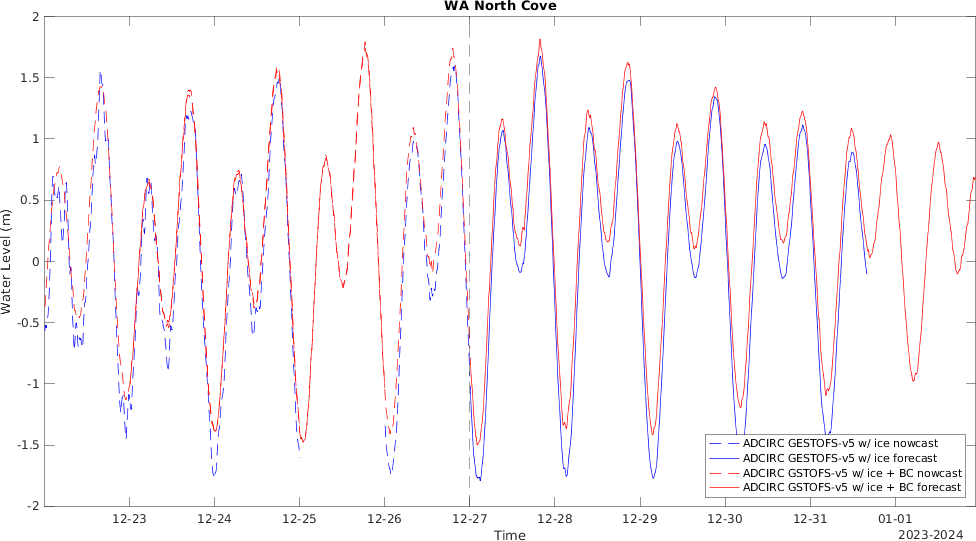 WA North Cove
2
1.5
1
0.5
0
-0.5
-1
-1.5
-2
Water Level (m)
12-23 12-24 12-25 12-26 12-27 12-28 12-29 12-30 12-31 01-01
Time
2023-2024
ADCIRC GESTOFS-v5 w/ ice nowcast
ADCIRC GESTOFS-v5 w/ ice forecast
ADCIRC GSTOFS-v5 w/ ice + BC nowcast
ADCIRC GSTOFS-v5 w/ ice + BC forecast